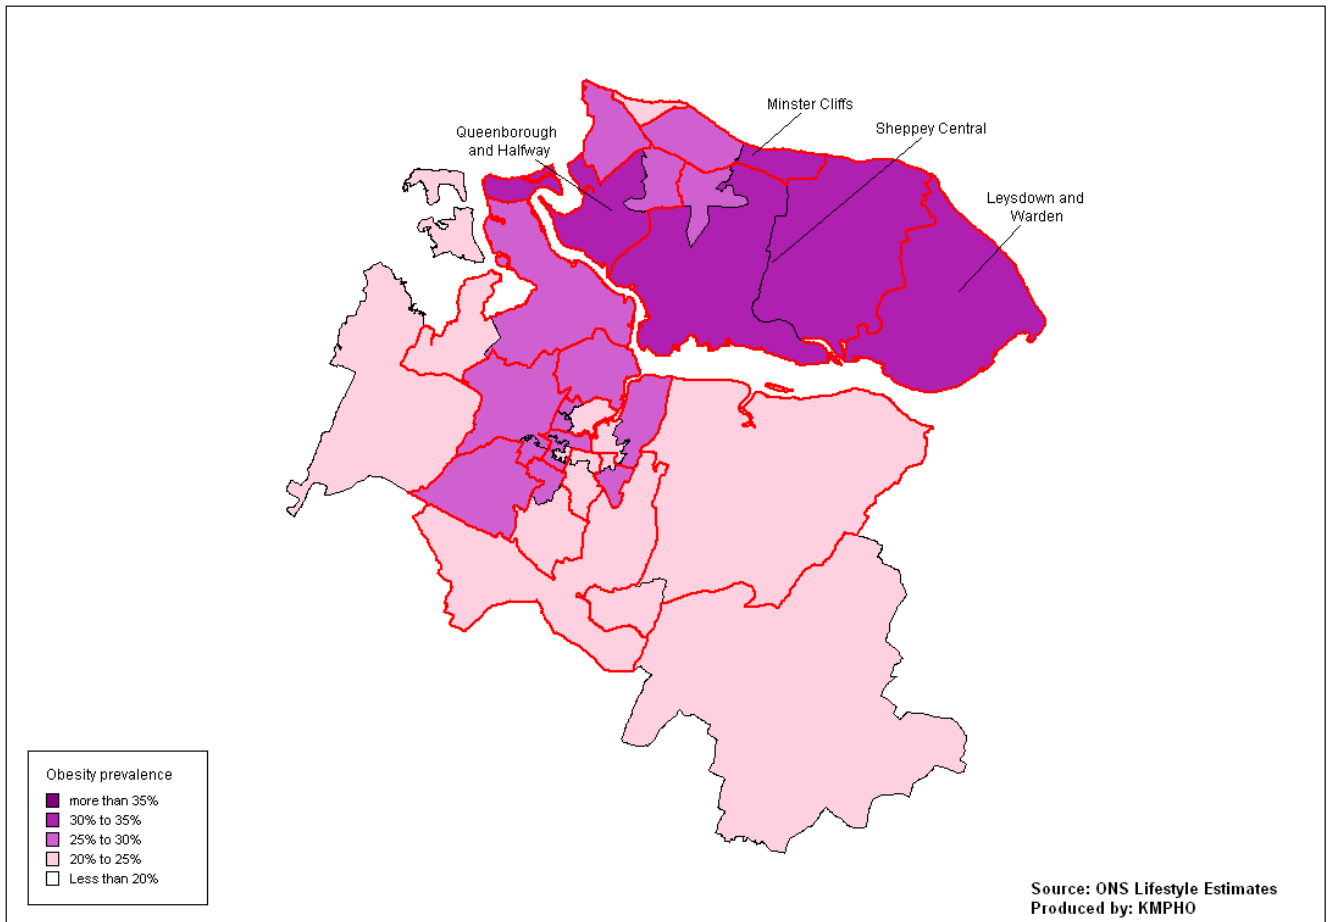 Minster Cliffs
Queenborough
and Halfway
Sheppey Central
Leysdown and
Warden
Obesity prevalence
more than 35%
30% to 35%
25% to 30%
20% to 25%
Less than 20%
Source: ONS Lifestyle Estimates
Produced by: KMPHO